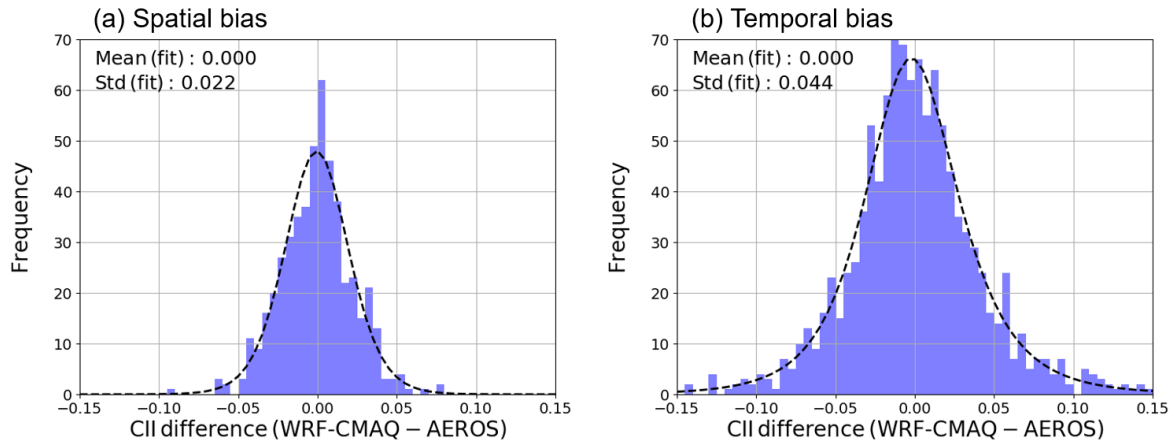 (a) Spatial bias
Mean (fit) : 0.000
Std (fit) : 0.022
Frequency
70
60
50
40
30
20
10
0
−0.15 −0.10 −0.05 0.00 0.05 0.10 0.15
CII difference (WRF-CMAQ − AEROS)
(b) Temporal bias
Mean (fit) : 0.000
Std (fit) : 0.044
Frequency
70
60
50
40
30
20
10
0
−0.15 −0.10 −0.05 0.00 0.05 0.10 0.15
CII difference (WRF-CMAQ − AEROS)